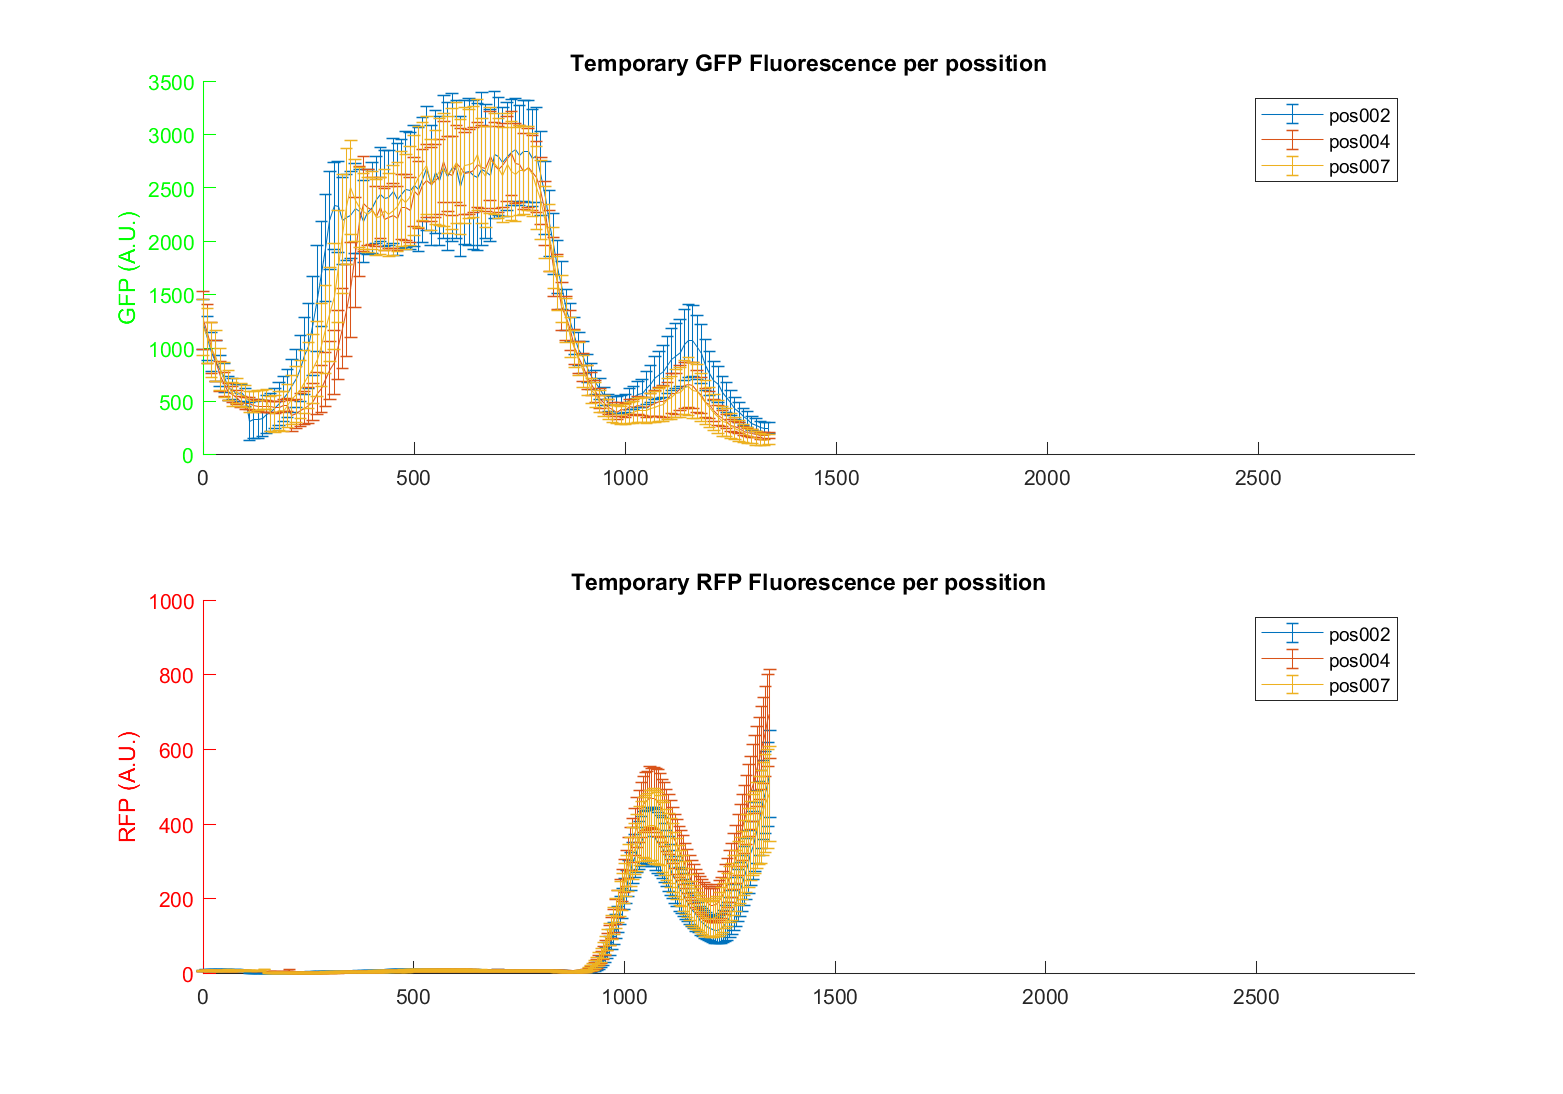 Temporary GFP Fluorescence per possition
3500
3000
2500
2000
1500
1000
500
0
GFP (A.U.)
0 500 1000 1500 2000 2500
pos002
pos004
pos007
Temporary RFP Fluorescence per possition
1000
800
600
400
200
0
RFP (A.U.)
0 500 1000 1500 2000 2500
pos002
pos004
pos007